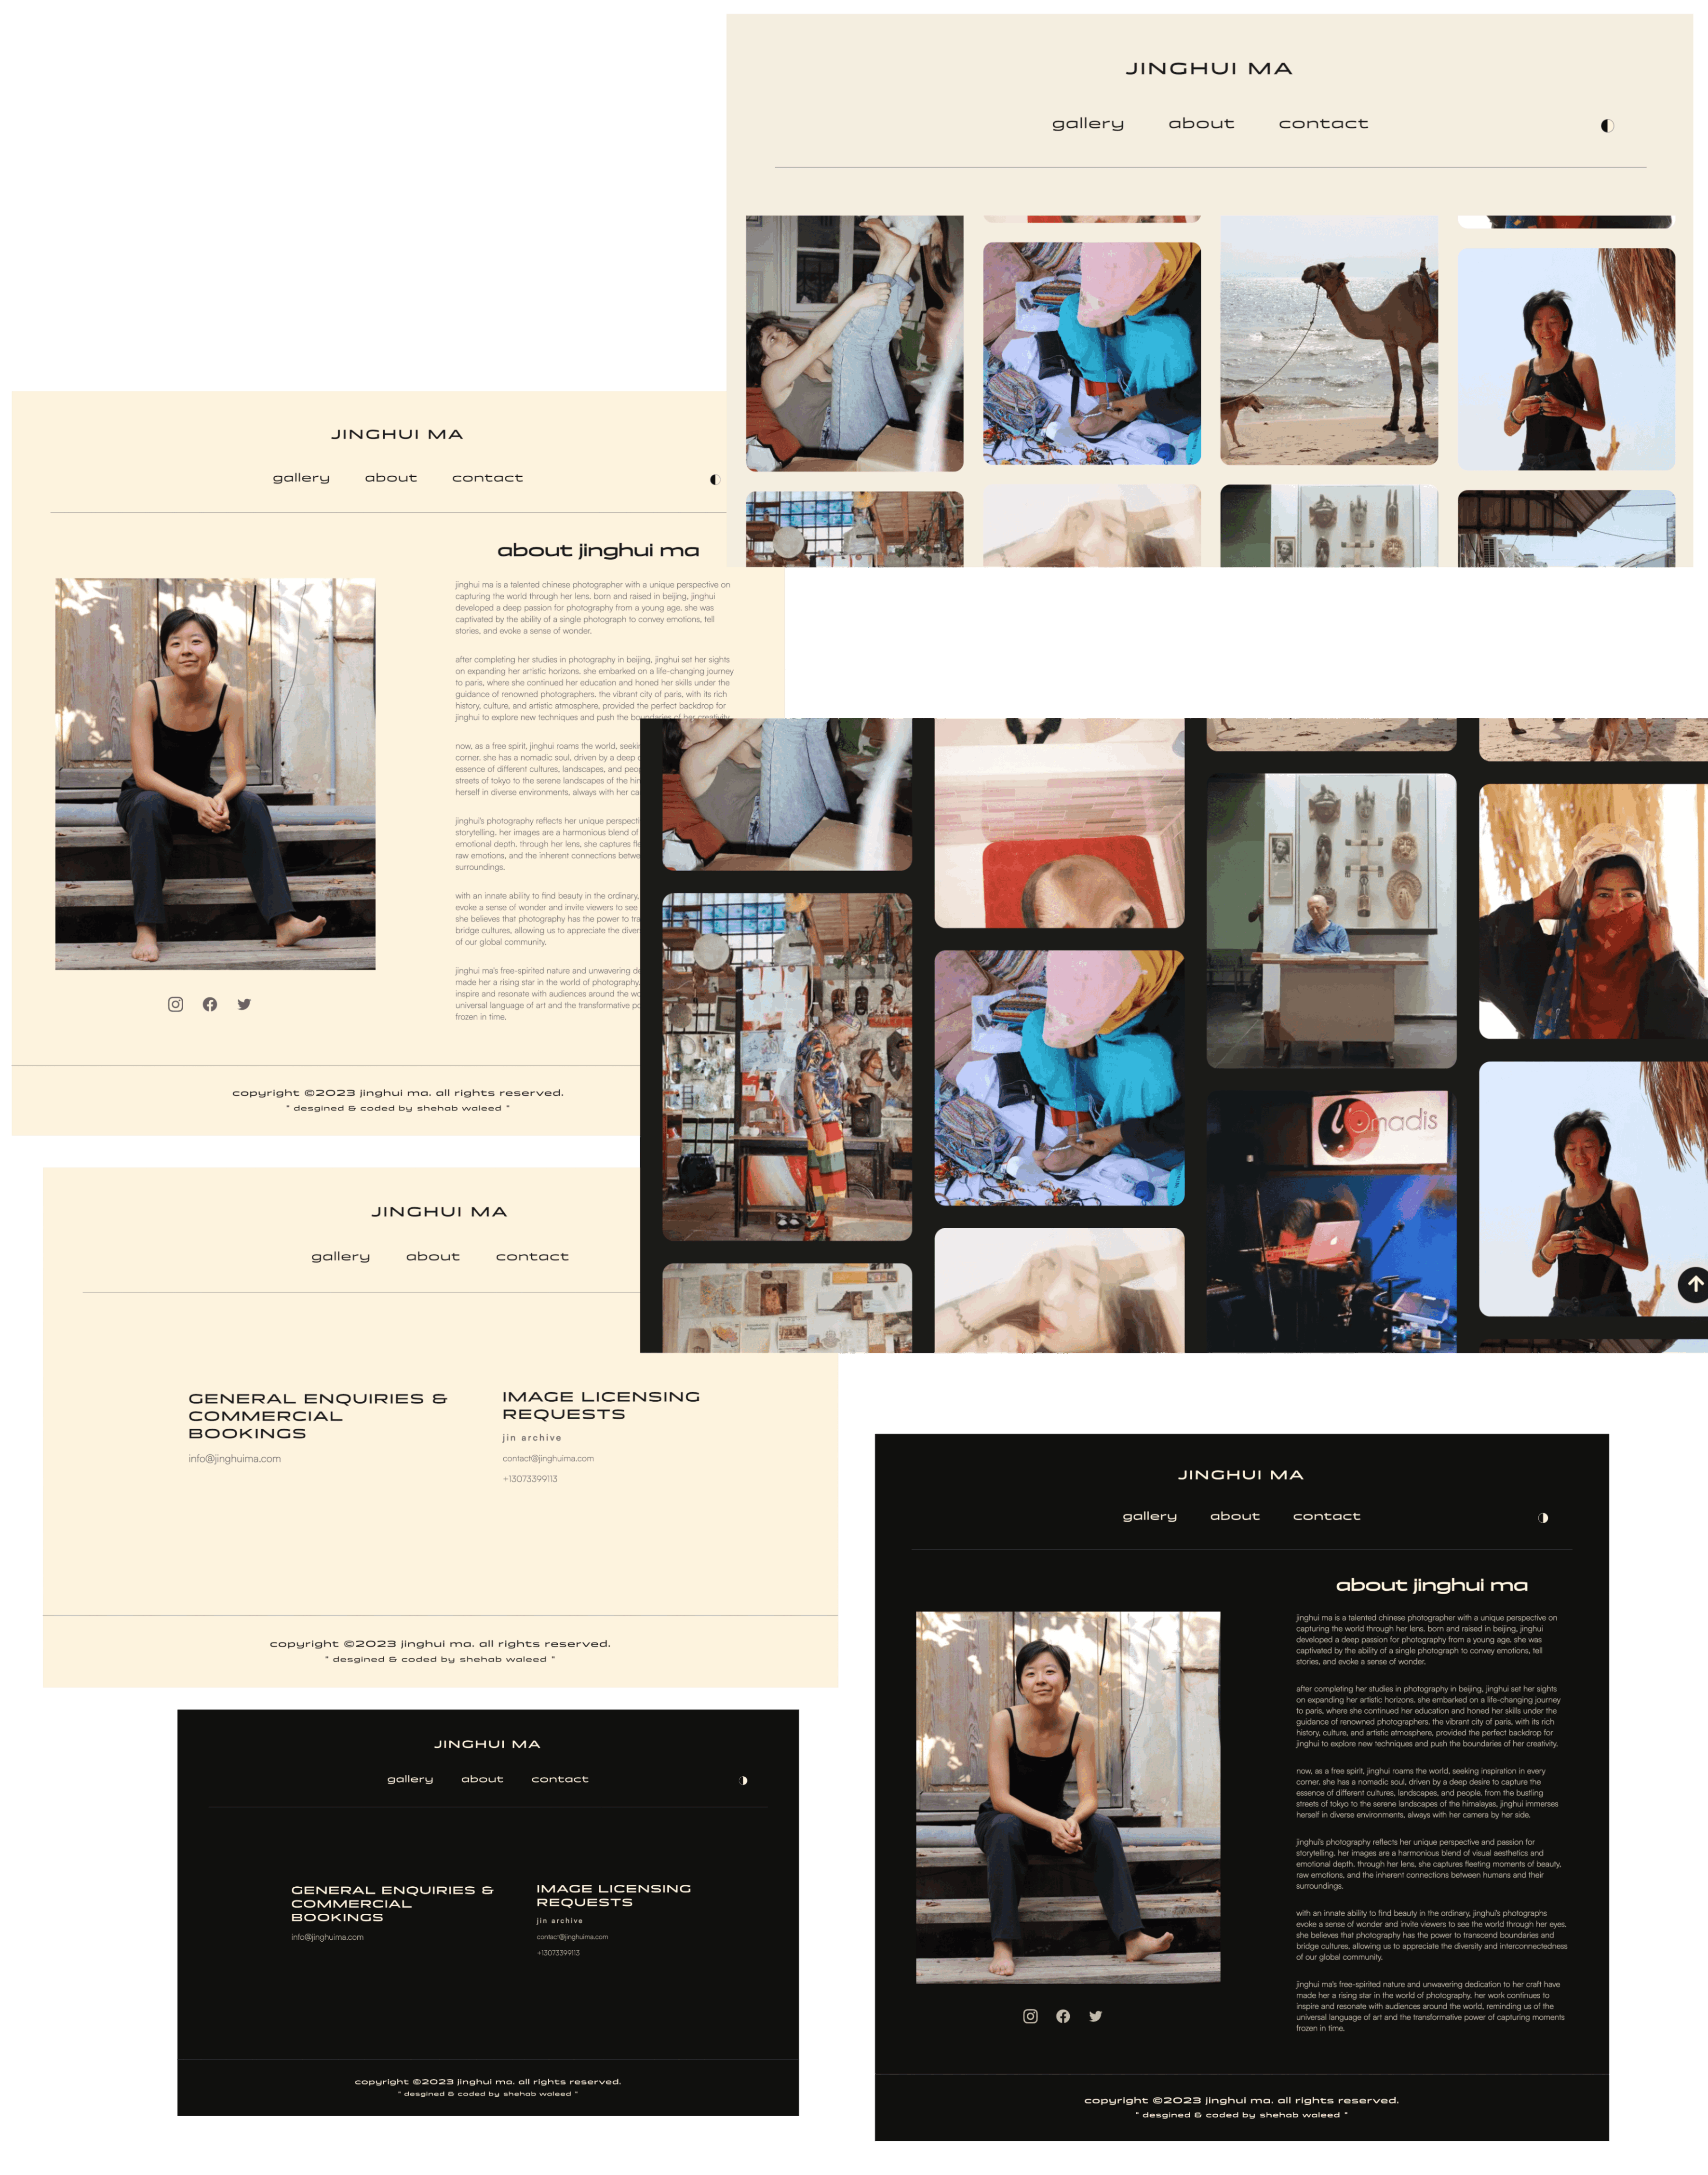 JINGHUI MA
gallery about contact
JINGHUI MA
gallery about contact
about jinghui ma
jinghui ma is a talented chinese photographer with a unique perspective on
capturing the world through her lens. born and raised in beijing, jinghui
developed a deep passion for photography from a young age. she was
captivated by the ability of a single photograph to convey emotions, tell
stories, and evoke a sense of wonder.
after completing her studies in photography in beijing, jinghui set her sights
on expanding her artistic horizons. she embarked on a life-changing journey
to paris, where she continued her education and honed her skills under the
guidance of renowned photographers. the vibrant city of paris, with its rich
history, culture, and artistic atmosphere, provided the perfect backdrop for
jinghui to explore new techniques and push the boundaries of her creativity.
now, as a free spirit, jinghui roams the world,
corner. she has a nomadic soul, driven by a deep
essence of different cultures, landscapes, and
streets of tokyo to the serene landscapes of the
herself in diverse environments, always with her
jinghui's photography reflects her unique
storytelling. her images are a harmonious blend of
emotional depth. through her lens, she captures
raw emotions, and the inherent connections
surroundings.
with an innate ability to find beauty in the ordinary,
evoke a sense of wonder and invite viewers to see
she believes that photography has the power to
bridge cultures, allowing us to appreciate the
of our global community.
jinghui ma's free-spirited nature and unwavering
made her a rising star in the world of photography.
inspire and resonate with audiences around the
universal language of art and the transformative
frozen in time.
copyright ©2023 jinghui ma. all rights reserved.
" desgined & coded by shehab waleed "
omadis
JINGHUI MA
gallery about contact
GENERAL ENQUIRIES &
COMMERCIAL
BOOKINGS
info@jinghuima.com
IMAGE LICENSING
REQUESTS
jin archive
contact@jinghuima.com
+13073399113
copyright ©2023 jinghui ma. all rights reserved.
" desgined & coded by shehab waleed "
JINGHUI MA
gallery about contact
about jinghui ma
jinghui ma is a talented chinese photographer with a unique perspective on
capturing the world through her lens. born and raised in beijing, jinghui
developed a deep passion for photography from a young age. she was
captivated by the ability of a single photograph to convey emotions, tell
stories, and evoke a sense of wonder.
after completing her studies in photography in beijing, jinghui set her sights
on expanding her artistic horizons. she embarked on a life-changing journey
to paris, where she continued her education and honed her skills under the
guidance of renowned photographers. the vibrant city of paris, with its rich
history, culture, and artistic atmosphere, provided the perfect backdrop for
jinghui to explore new techniques and push the boundaries of her creativity.
now, as a free spirit, jinghui roams the world, seeking inspiration in every
corner. she has a nomadic soul, driven by a deep desire to capture the
essence of different cultures, landscapes, and people. from the bustling
streets of tokyo to the serene landscapes of the himalayas, jinghui immerses
herself in diverse environments, always with her camera by her side.
jinghui's photography reflects her unique perspective and passion for
storytelling. her images are a harmonious blend of visual aesthetics and
emotional depth. through her lens, she captures fleeting moments of beauty,
raw emotions, and the inherent connections between humans and their
surroundings.
with an innate ability to find beauty in the ordinary, jinghui's photographs
evoke a sense of wonder and invite viewers to see the world through her eyes.
she believes that photography has the power to transcend boundaries and
bridge cultures, allowing us to appreciate the diversity and interconnectedness
of our global community.
jinghui ma's free-spirited nature and unwavering dedication to her craft have
made her a rising star in the world of photography. her work continues to
inspire and resonate with audiences around the world, reminding us of the
universal language of art and the transformative power of capturing moments
frozen in time.
copyright ©2023 jinghui ma. all rights reserved.
" desgined & coded by shehab waleed "
JINGHUI MA
gallery about contact
GENERAL ENQUIRIES &
COMMERCIAL
BOOKINGS
info@jinghuima.com
IMAGE LICENSING
REQUESTS
jin archive
contact@jinghuima.com
+13073399113
copyright ©2023 jinghui ma. all rights reserved.
" desgined & coded by shehab waleed "